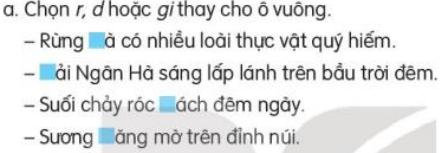 a. Chọn r, d hoặc gi thay cho ô vuông.
– Rừng □à có nhiều loài thực vật quý hiếm.
– □ải Ngân Hà sáng lấp lánh trên bầu trời đêm.
– Suối chảy róc □ách đêm ngày.
– Sương □ăng mờ trên đỉnh núi.